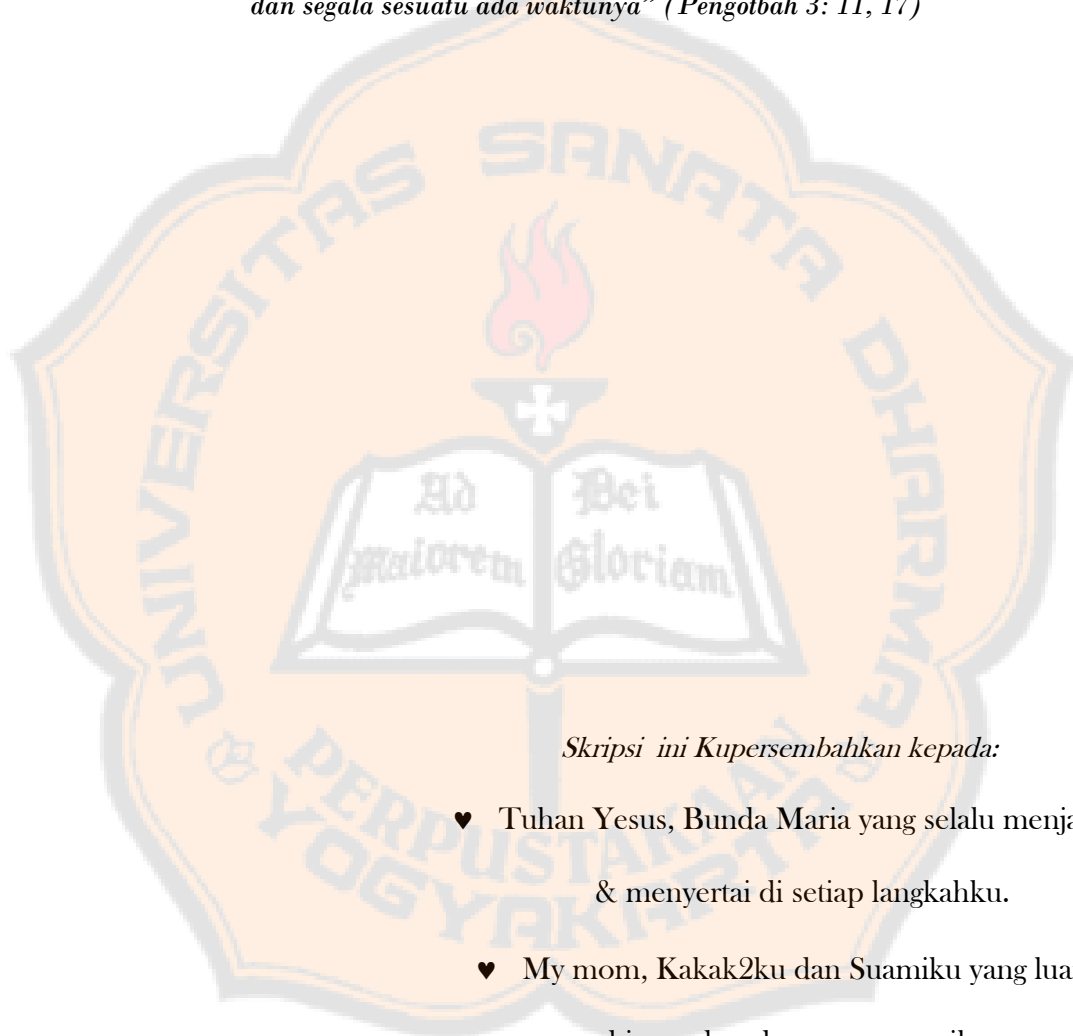 dan segala sesuatu ada waktunya" (Pengotbah 3: 11, 17)
UNIVERSITAS SANATA DHARMA
Ad
Maiorem
Dei
Gloriam
PERPUSTAKAAN
YOGYAKARTA
Skripsi ini Kupersembahkan kepada:
♥ Tuhan Yesus, Bunda Maria yang selalu menja
& menyertai di setiap langkahku.
♥ My mom, Kakak2ku dan Suamiku yang lua